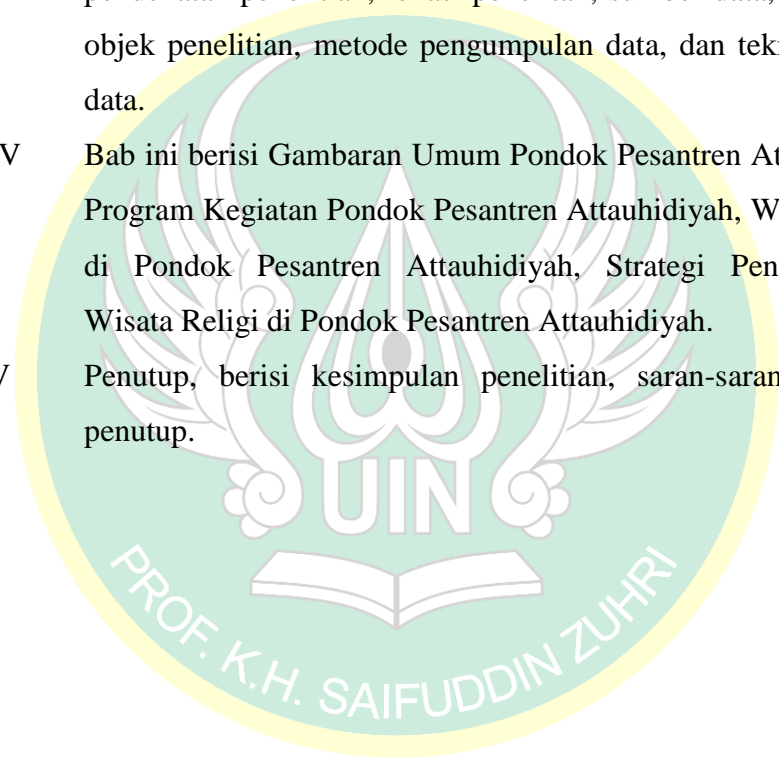 objek penelitian, metode pengumpulan data, dan tek
data.
V Bab ini berisi Gambaran Umum Pondok Pesantren At
Program Kegiatan Pondok Pesantren Attauhidiyah, W
di Pondok Pesantren Attauhidiyah, Strategi Pen
Wisata Religi di Pondok Pesantren Attauhidiyah.
V Penutup, berisi kesimpulan penelitian, saran-saran
penutup.
UIN
PROF. K.H. SAIFUDDIN ZUHRI